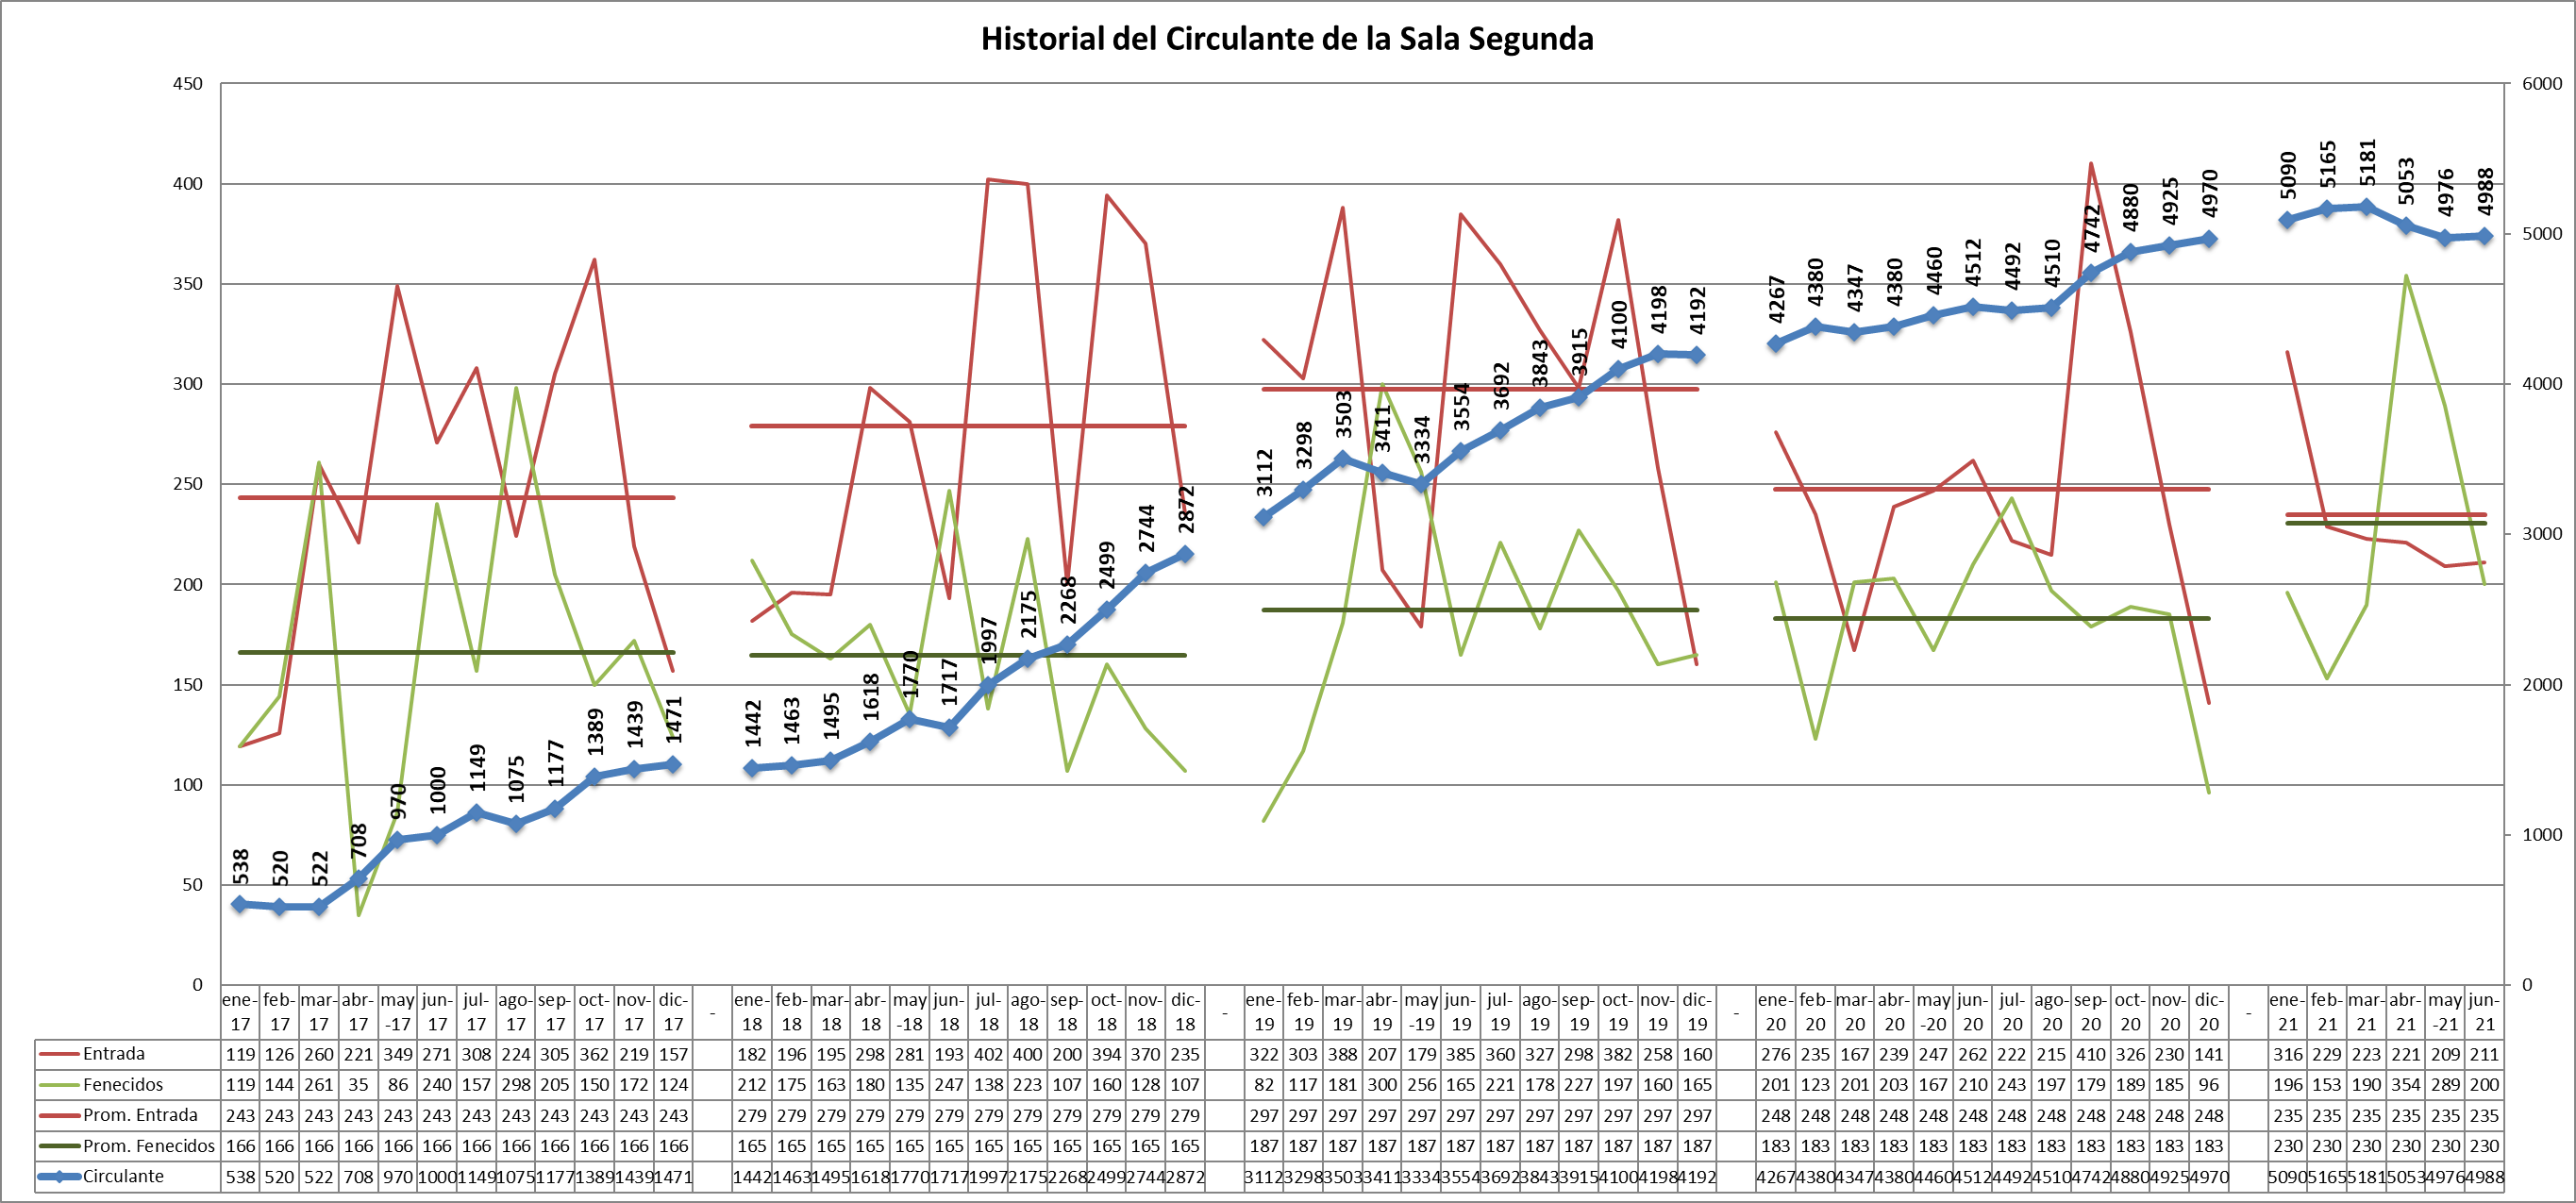 Historial del Circulante de la Sala Segunda
450 6000
400
350 5000
300 4000
250
200 3000
150 2000
100
50 1000
0 0
538 520 522 708 970 1000 1149 1075 1177 1389 1439 1471 1442 1463 1495 1618 1770 1717 1997 2175 2268 2499 2744 2872 3112 3298 3503 3411 3334 3554 3692 3843 3915 4100 4198 4192 4267 4380 4347 4380 4460 4512 4492 4510 4742 4880 4925 4970 5090 5165 5181 5053 4976 4988
ene-17 feb-17 mar-17 abr-17 may-17 jun-17 jul-17 ago-17 sep-17 oct-17 nov-17 dic-17 - ene-18 feb-18 mar-18 abr-18 may-18 jun-18 jul-18 ago-18 sep-18 oct-18 nov-18 dic-18 - ene-19 feb-19 mar-19 abr-19 may-19 jun-19 jul-19 ago-19 sep-19 oct-19 nov-19 dic-19 - ene-20 feb-20 mar-20 abr-20 may-20 jun-20 jul-20 ago-20 sep-20 oct-20 nov-20 dic-20 - ene-21 feb-21 mar-21 abr-21 may-21 jun-21
Entrada 119 126 260 221 349 271 308 224 305 362 219 157 182 196 195 298 281 193 402 400 200 394 370 235 322 303 388 207 179 385 360 327 298 382 258 160 276 235 167 239 247 262 222 215 410 326 230 141 316 229 223 221 209 211
Fenecidos 119 144 261 35 86 240 157 298 205 150 172 124 212 175 163 180 135 247 138 223 107 160 128 107 82 117 181 300 256 165 221 178 227 197 160 165 201 123 201 203 167 210 243 197 179 189 185 96 196 153 190 354 289 200
Prom. Entrada 243 243 243 243 243 243 243 243 243 243 243 243 279 279 279 279 279 279 279 279 279 279 279 279 297 297 297 297 297 297 297 297 297 297 297 297 248 248 248 248 248 248 248 248 248 248 248 248 235 235 235 235 235 235
Prom. Fenecidos 166 166 166 166 166 166 166 166 166 166 166 166 165 165 165 165 165 165 165 165 165 165 165 165 187 187 187 187 187 187 187 187 187 187 187 187 183 183 183 183 183 183 183 183 183 183 183 183 230 230 230 230 230 230
Circulante 538 520 522 708 970 1000 1149 1075 1177 1389 1439 1471 1442 1463 1495 1618 1770 1717 1997 2175 2268 2499 2744 2872 3112 3298 3503 3411 3334 3554 3692 3843 3915 4100 4198 4192 4267 4380 4347 4380 4460 4512 4492 4510 4742 4880 4925 4970 5090 5165 5181 5053 4976 4988